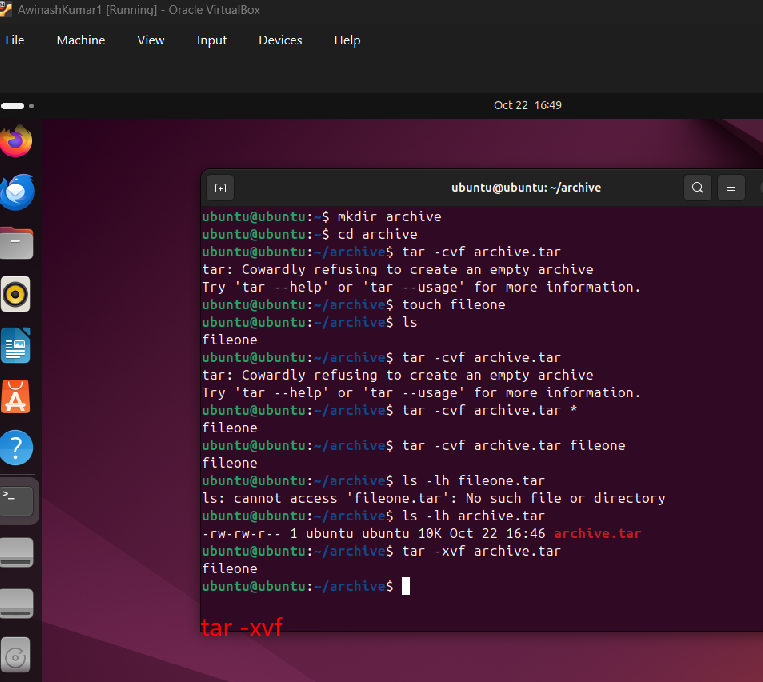 AwinashKumar1 [Running] - Oracle VirtualBox
File Machine View Input Devices Help
Oct 22 16:49
ubuntu@ubuntu: ~/archive
ubuntu@ubuntu:~$ mkdir archive
ubuntu@ubuntu:~$ cd archive
ubuntu@ubuntu:~/archive$ tar -cvf archive.tar
tar: Cowardly refusing to create an empty archive
Try 'tar --help' or 'tar --usage' for more information.
ubuntu@ubuntu:~/archive$ touch fileone
ubuntu@ubuntu:~/archive$ ls
fileone
ubuntu@ubuntu:~/archive$ tar -cvf archive.tar
tar: Cowardly refusing to create an empty archive
Try 'tar --help' or 'tar --usage' for more information.
ubuntu@ubuntu:~/archive$ tar -cvf archive.tar *
fileone
ubuntu@ubuntu:~/archive$ tar -cvf archive.tar fileone
fileone
ubuntu@ubuntu:~/archive$ ls -lh fileone.tar
ls: cannot access 'fileone.tar': No such file or directory
ubuntu@ubuntu:~/archive$ ls -lh archive.tar
-rw-rw-r-- 1 ubuntu ubuntu 10K Oct 22 16:46 archive.tar
ubuntu@ubuntu:~/archive$ tar -xvf archive.tar
fileone
ubuntu@ubuntu:~/archive$
tar -xvf